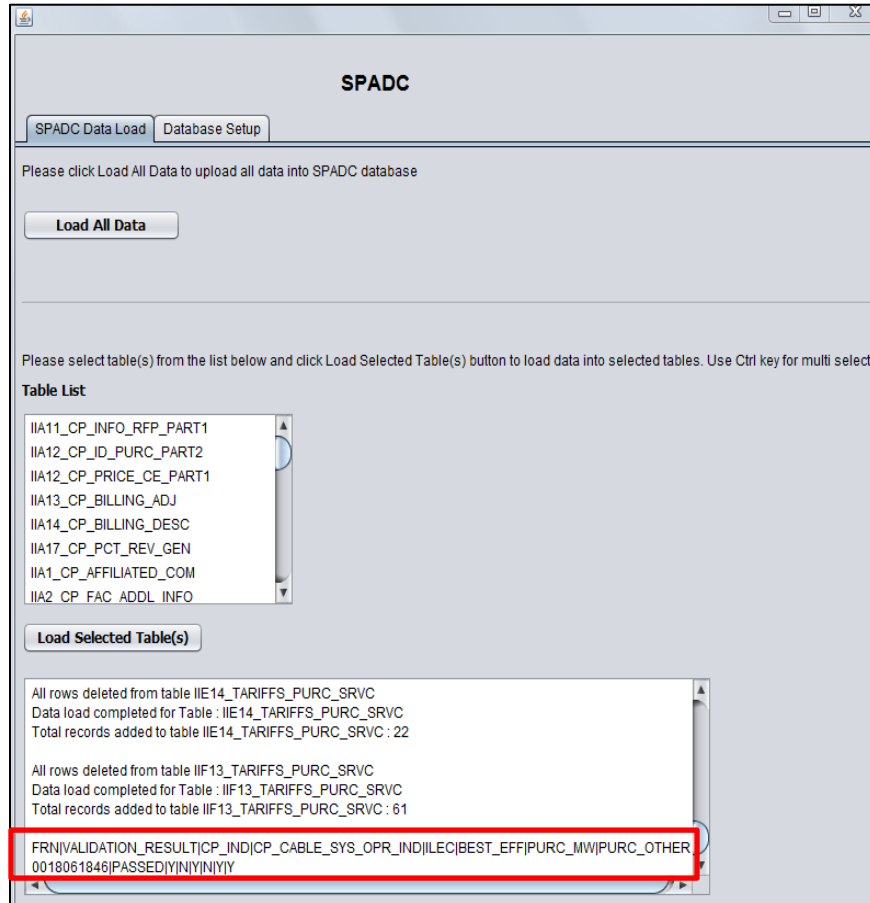 SPADC
SPADC Data Load
Database Setup
Please click Load All Data to upload all data into SPADC database
Load All Data
Please select table(s) from the list below and click Load Selected Table(s) button to load data into selected tables. Use Ctrl key for multi select
Table List
IIA11_CP_INFO_RFP_PART1
IIA12_CP_ID_PURC_PART2
IIA12_CP_PRICE_CE_PART1
IIA13_CP_BILLING_ADJ
IIA14_CP_BILLING_DESC
IIA17_CP_PCT_REV_GEN
IIA1_CP_AFFILIATED_COM
IIA2_CP_FAC_ADDL_INFO
Load Selected Table(s)
All rows deleted from table IIE14_TARIFFS_PURC_SRVC
Data load completed for Table : IIE14_TARIFFS_PURC_SRVC
Total records added to table IIE14_TARIFFS_PURC_SRVC : 22
All rows deleted from table IIF13_TARIFFS_PURC_SRVC
Data load completed for Table : IIF13_TARIFFS_PURC_SRVC
Total records added to table IIF13_TARIFFS_PURC_SRVC : 61
FRN|VALIDATION_RESULT|CP_IND|CP_CABLE_SYS_OPR_IND|ILEC|BEST_EFF|PURC_MW|PURC_OTHER_
0018061846|PASSED|Y|N|Y|N|Y|Y